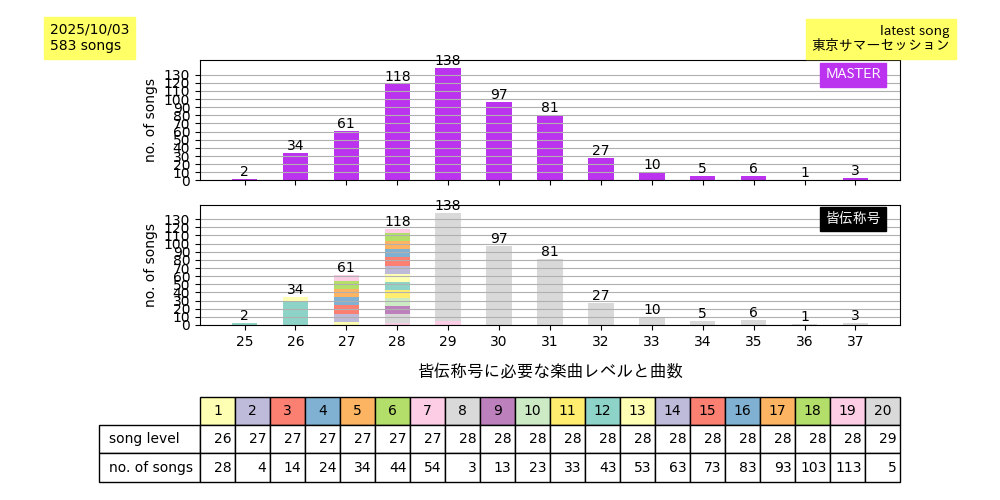 2025/10/03
583 songs
latest song
東京サマーセッション
MASTER
no. of songs
0 10 20 30 40 50 60 70 80 90 100 110 120 130
2 34 61 118 138 97 81 27 10 5 6 1 3
皆伝称号
no. of songs
0 10 20 30 40 50 60 70 80 90 100 110 120 130
2 34 61 118 138 97 81 27 10 5 6 1 3
25 26 27 28 29 30 31 32 33 34 35 36 37
皆伝称号に必要な楽曲レベルと曲数
1 2 3 4 5 6 7 8 9 10 11 12 13 14 15 16 17 18 19 20
song level 26 27 27 27 27 27 27 28 28 28 28 28 28 28 28 28 28 28 28 29
no. of songs 28 4 14 24 34 44 54 3 13 23 33 43 53 63 73 83 93 103 113 5